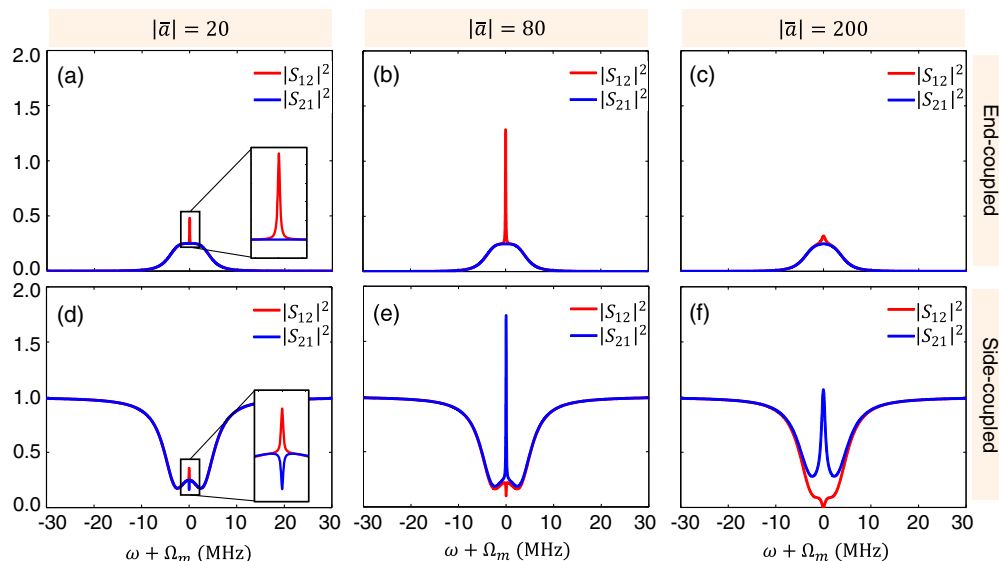 |ā| = 20 |ā| = 80 |ā| = 200
2.0 (a) |S₁₂|² (b) |S₁₂|² (c) |S₁₂|²
|S₂₁|² |S₂₁|² |S₂₁|²
1.5
1.0
0.5
0.0
End-coupled
2.0 (d) |S₁₂|² (e) |S₁₂|² (f) |S₁₂|²
|S₂₁|² |S₂₁|² |S₂₁|²
1.5
1.0
0.5
0.0
Side-coupled
-30 -20 -10 0 10 20 30 -20 -10 0 10 20 30 -20 -10 0 10 20 30
ω + Ωₘ (MHz) ω + Ωₘ (MHz) ω + Ωₘ (MHz)